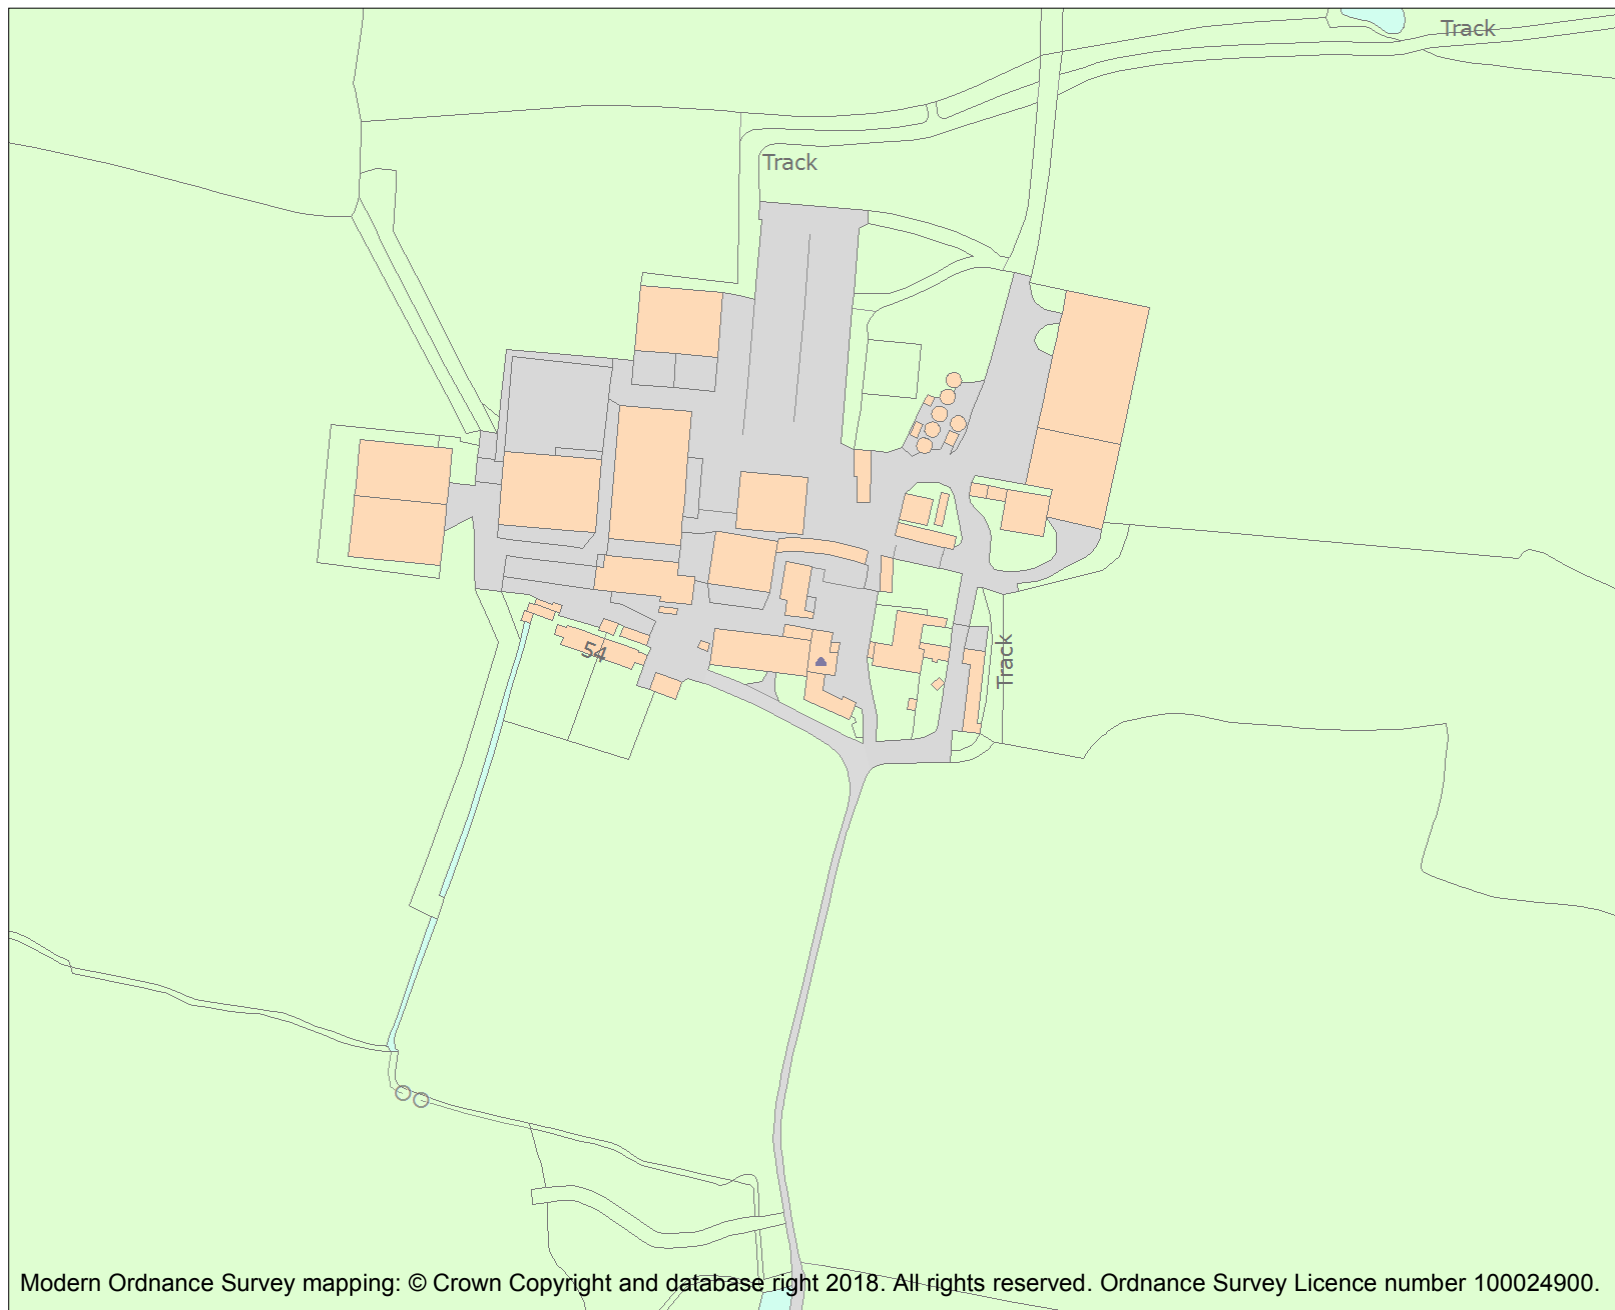 Track
Track
54
Track
Modern Ordnance Survey mapping: © Crown Copyright and database right 2018. All rights reserved. Ordnance Survey Licence number 100024900.